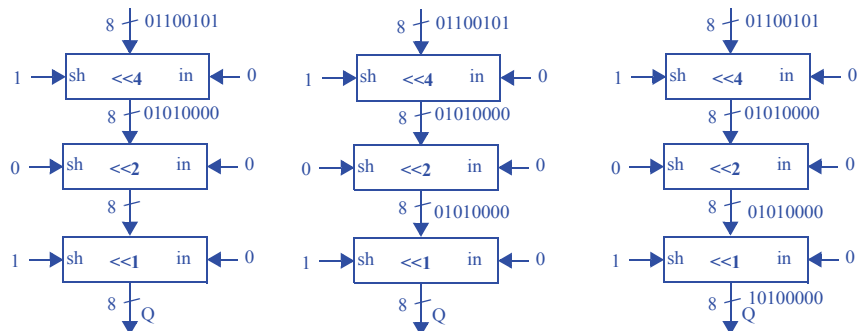 8 01100101 8 01100101 8 01100101
1 sh <<4 in 0 1 sh <<4 in 0 1 sh <<4 in 0
8 01010000 8 01010000 8 01010000
0 sh <<2 in 0 0 sh <<2 in 0 0 sh <<2 in 0
8 8 01010000 8 01010000
1 sh <<1 in 0 1 sh <<1 in 0 1 sh <<1 in 0
8 Q 8 Q 8 10100000 Q